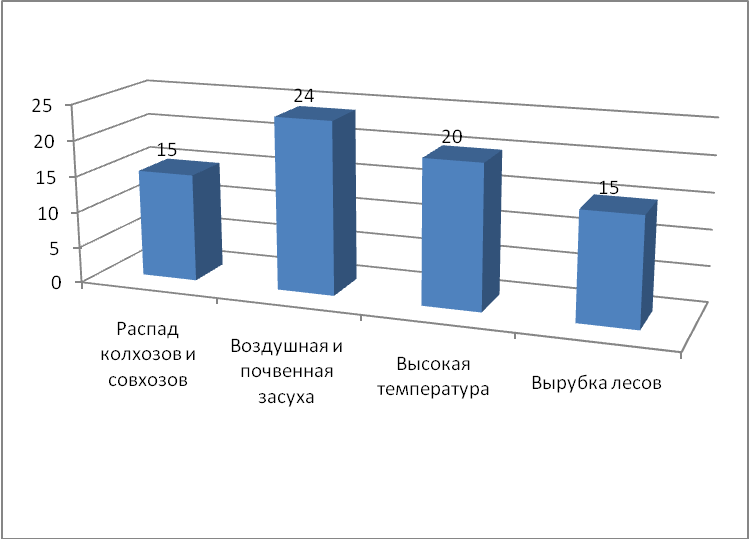 25
20
15
10
5
0
15
24
20
15
Распад
колхозов и
совхозов
Воздушная и
почвенная
засуха
Высокая
температура
Вырубка лесов